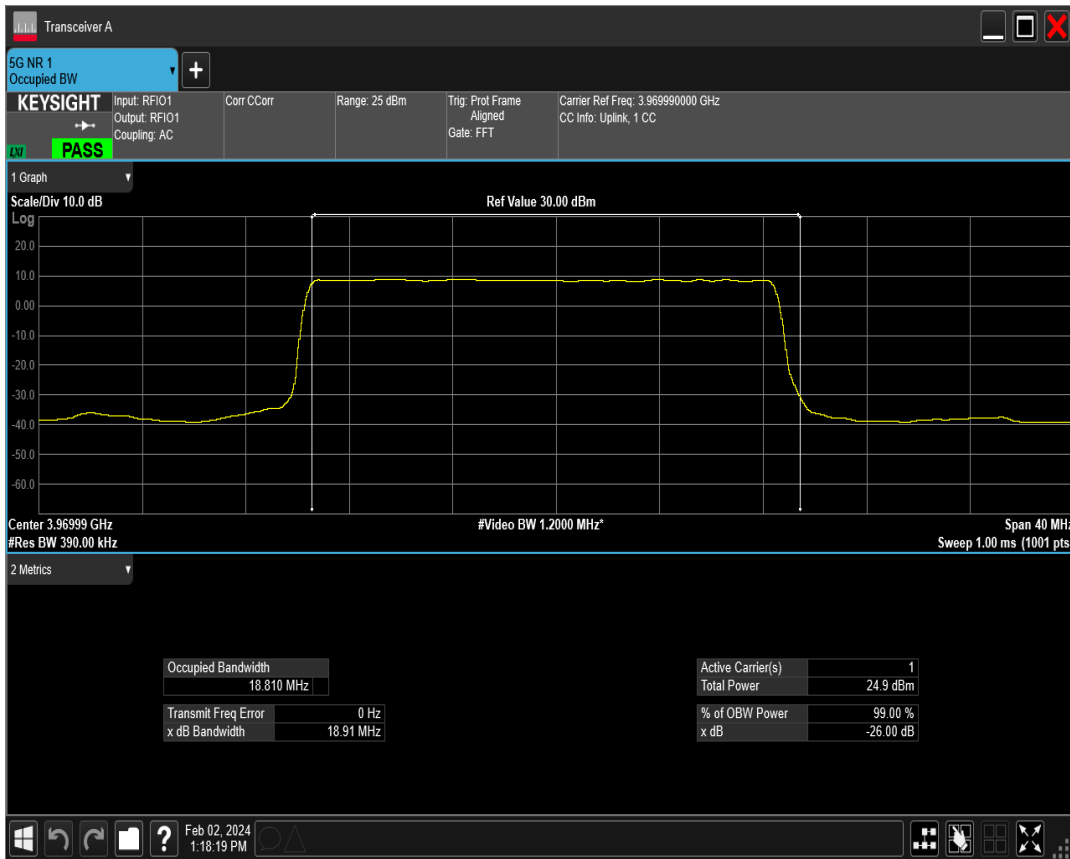 Transceiver A
5G NR 1
Occupied BW
+
KEYSIGHT
LXI
PASS
Input: RFIO1
Output: RFIO1
Coupling: AC
Corr CCorr
Range: 25 dBm
Trig: Prot Frame
Aligned
Gate: FFT
Carrier Ref Freq: 3.969990000 GHz
CC Info: Uplink, 1 CC
1 Graph
Scale/Div 10.0 dB
Ref Value 30.00 dBm
Log
20.0
10.0
0.00
-10.0
-20.0
-30.0
-40.0
-50.0
-60.0
Center 3.96999 GHz
#Video BW 1.2000 MHz*
Span 40 MHz
#Res BW 390.00 kHz
Sweep 1.00 ms (1001 pts
2 Metrics
Occupied Bandwidth
18.810 MHz
Transmit Freq Error 0 Hz
x dB Bandwidth 18.91 MHz
Active Carrier(s) 1
Total Power 24.9 dBm
% of OBW Power 99.00 %
x dB -26.00 dB
?
Feb 02, 2024
1:18:19 PM